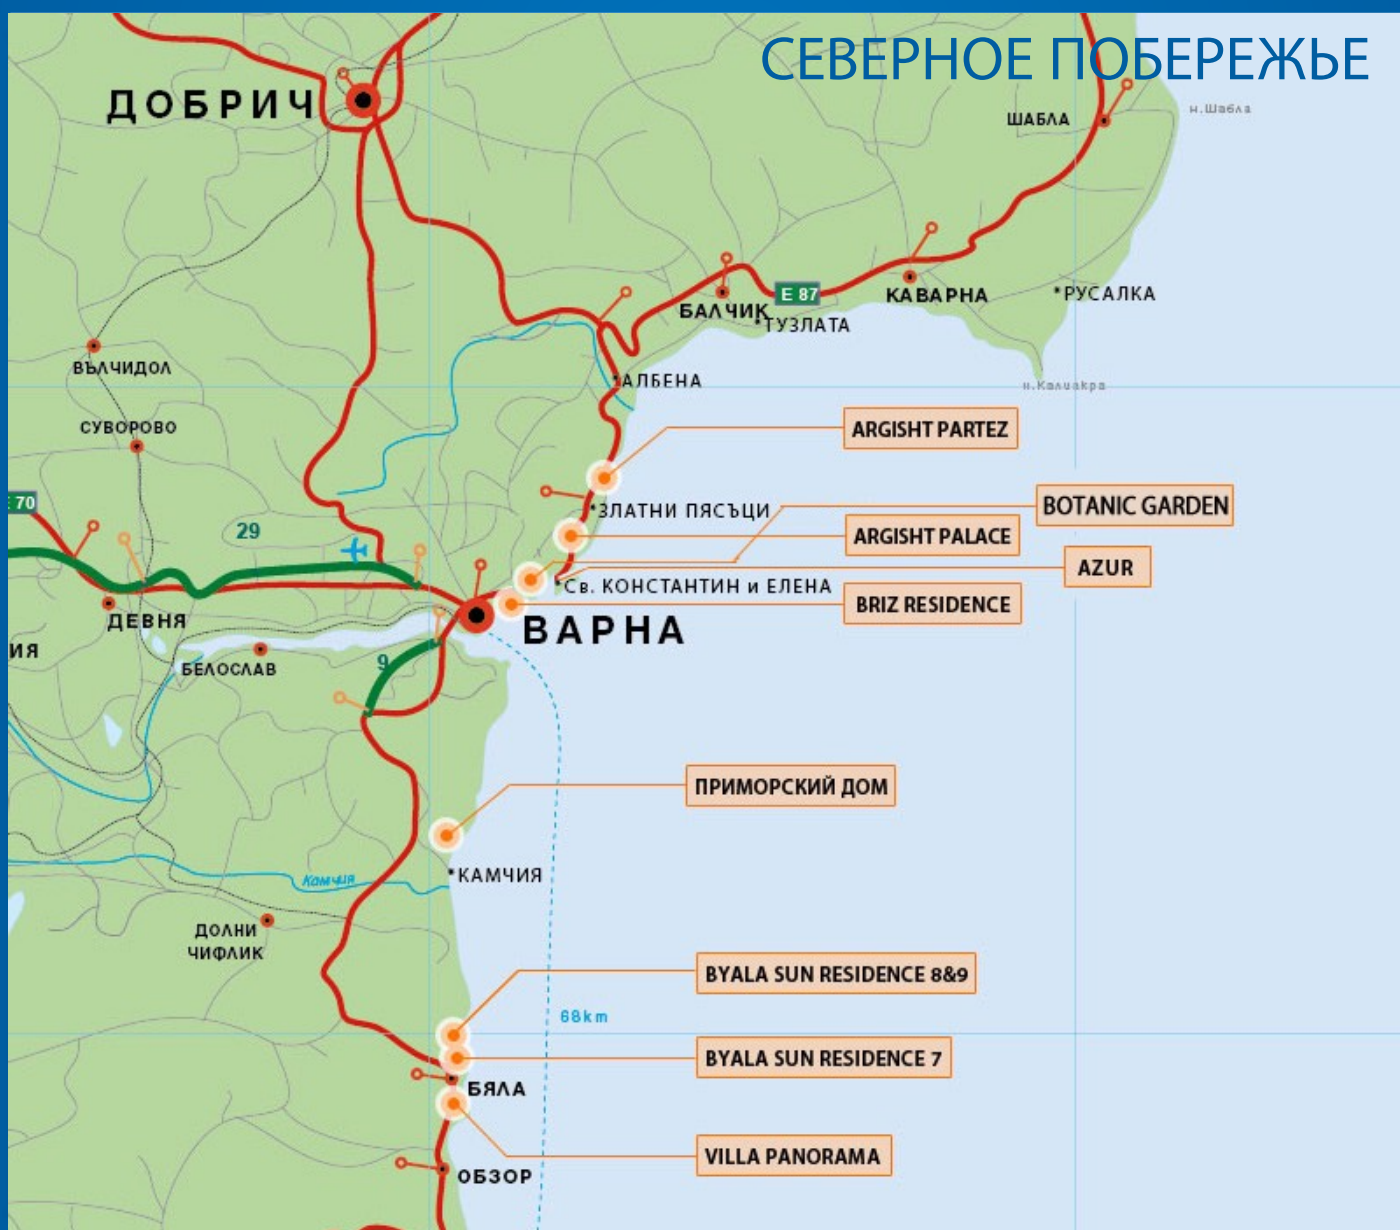 СЕВЕРНОЕ ПОБЕРЕЖЬЕ
ДОБРИЧ
ШАБЛА
н.Шабла
КАВАРНА
*РУСАЛКА
E 87
БАЛЧИК
*ТУЗЛАТА
ВЪЛЧИДОЛ
*АЛБЕНА
н.Калиакра
СУВОРОВО
ARGISHT PARTEZ
E 70
*ЗЛАТНИ ПЯСЪЦИ
BOTANIC GARDEN
29
ARGISHT PALACE
AZUR
*Св. КОНСТАНТИН и ЕЛЕНА
BRIZ RESIDENCE
ДЕВНЯ
ВАРНА
ИЯ
БЕЛОСЛАВ
9
ПРИМОРСКИЙ ДОМ
*КАМЧИЯ
Камчия
ДОЛНИ
ЧИФЛИК
BYALA SUN RESIDENCE 8&9
68km
BYALA SUN RESIDENCE 7
БЯЛА
VILLA PANORAMA
ОБЗОР